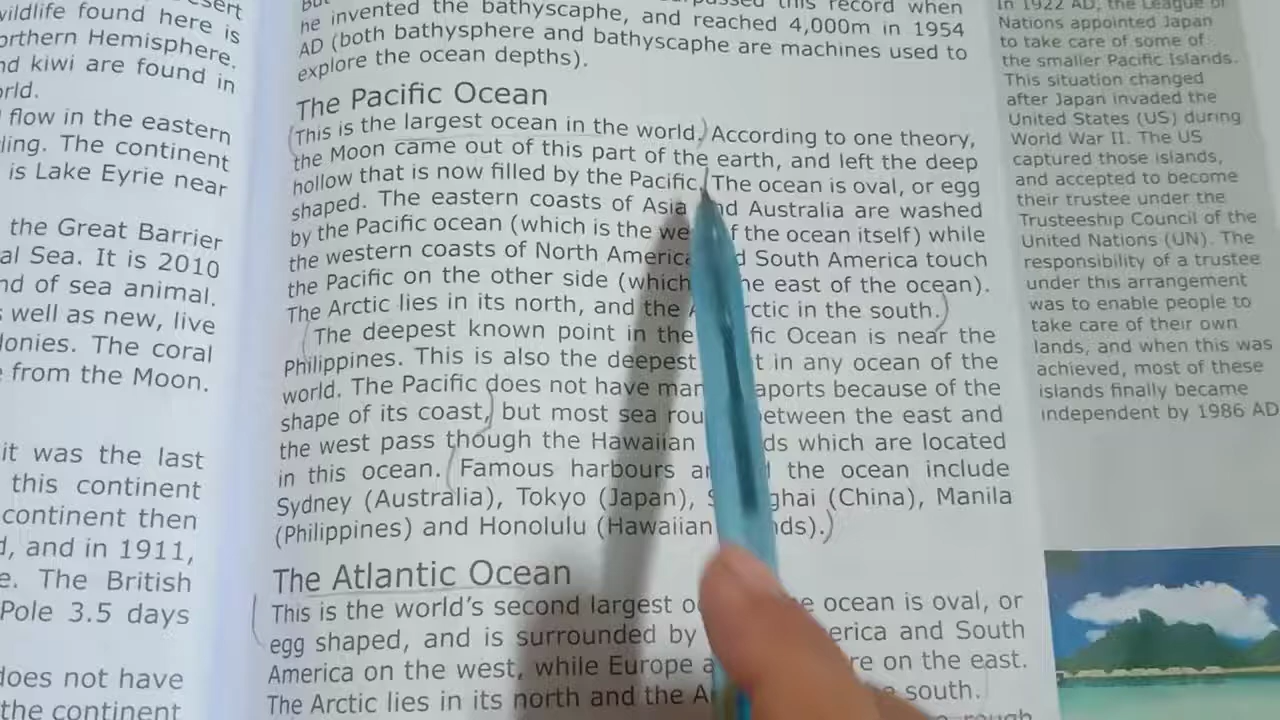 wildlife found here is
orthern Hemisphere.
nd kiwi are found in
orld.
flow in the eastern
ling. The continent
is Lake Eyrie near
the Great Barrier
al Sea. It is 2010
nd of sea animal.
well as new, live
lonies. The coral
from the Moon.
it was the last
this continent
continent then
d, and in 1911,
e. The British
Pole 3.5 days
does not have
the continent
this record when
he invented the bathyscaphe, and reached 4,000m in 1954
AD (both bathysphere and bathyscaphe are machines used to
explore the ocean depths).
The Pacific Ocean
This is the largest ocean in the world. According to one theory,
the Moon came out of this part of the earth, and left the deep
hollow that is now filled by the Pacific. The ocean is oval, or egg
shaped. The eastern coasts of Asia nd Australia are washed
by the Pacific ocean (which is the we f the ocean itself) while
the western coasts of North America d South America touch
the Pacific on the other side (which he east of the ocean).
The Arctic lies in its north, and the A rctic in the south.
The deepest known point in the fic Ocean is near the
Philippines. This is also the deepest t in any ocean of the
world. The Pacific does not have man aports because of the
shape of its coast, but most sea rou etween the east and
the west pass though the Hawaiian ds which are located
in this ocean. Famous harbours ar the ocean include
Sydney (Australia), Tokyo (Japan), S ghai (China), Manila
(Philippines) and Honolulu (Hawaiian nds).
The Atlantic Ocean
This is the world's second largest o e ocean is oval, or
egg shaped, and is surrounded by erica and South
America on the west, while Europe a re on the east.
The Arctic lies in its north and the A e south.
In 1922 AD, the League of
Nations appointed Japan
to take care of some of
the smaller Pacific Islands.
This situation changed
after Japan invaded the
United States (US) during
World War II. The US
captured those islands,
and accepted to become
their trustee under the
Trusteeship Council of the
United Nations (UN). The
responsibility of a trustee
under this arrangement
was to enable people to
take care of their own
lands, and when this was
achieved, most of these
islands finally became
independent by 1986 AD